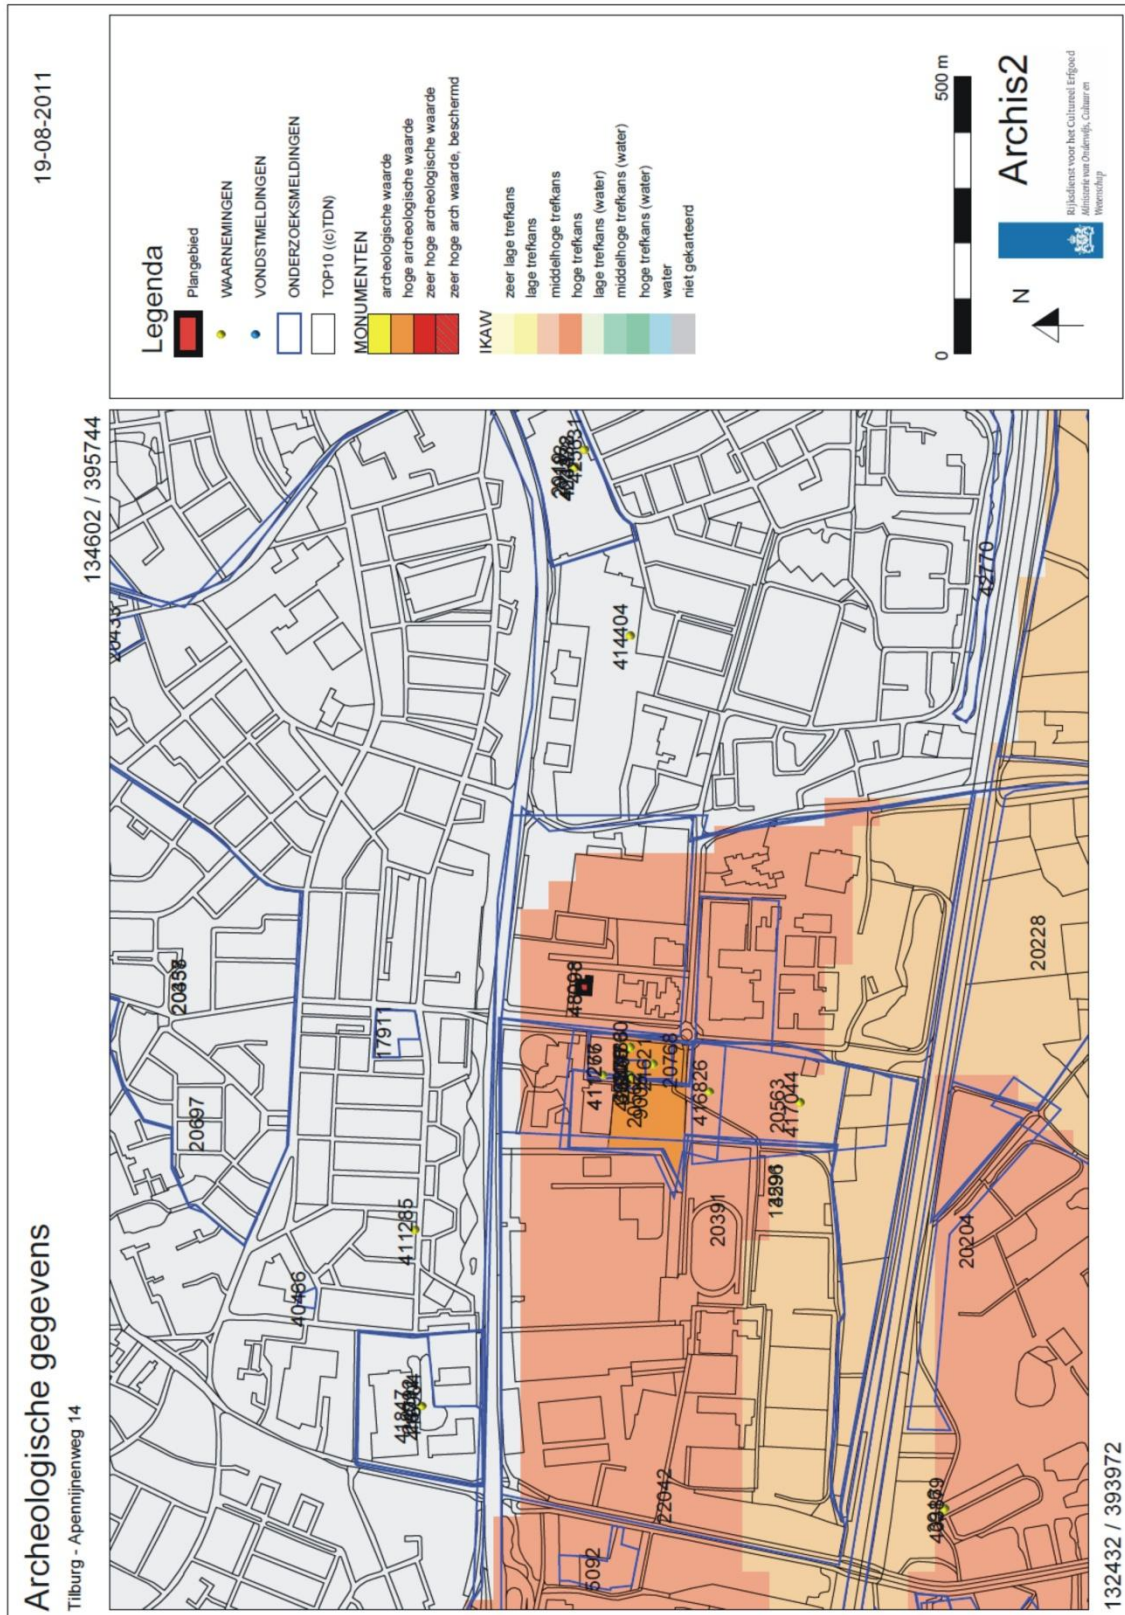 Archeologische gegevens
Tilburg - Apennijnenweg 14
19-08-2011
134602 / 395744
132432 / 393972
Legenda
Plangebied
WAARNEMINGEN
VONDSTMELDINGEN
ONDERZOEKSMELDINGEN
TOP10 ((c)TDN)
MONUMENTEN
archeologische waarde
hoge archeologische waarde
zeer hoge archeologische waarde
zeer hoge arch waarde, beschermd
IKAW
zeer lage trefkans
lage trefkans
middelhoge trefkans
hoge trefkans
lage trefkans (water)
middelhoge trefkans (water)
hoge trefkans (water)
water
niet gekarteerd
0
500 m
N
Archis2
Rijksdienst voor het Cultureel Erfgoed
Ministerie van Onderwijs, Cultuur en
Wetenschap
20697
17911
40466
411285
414404
42770
48098
20768
416826
20563
417044
20391
20228
20204
22042
5092